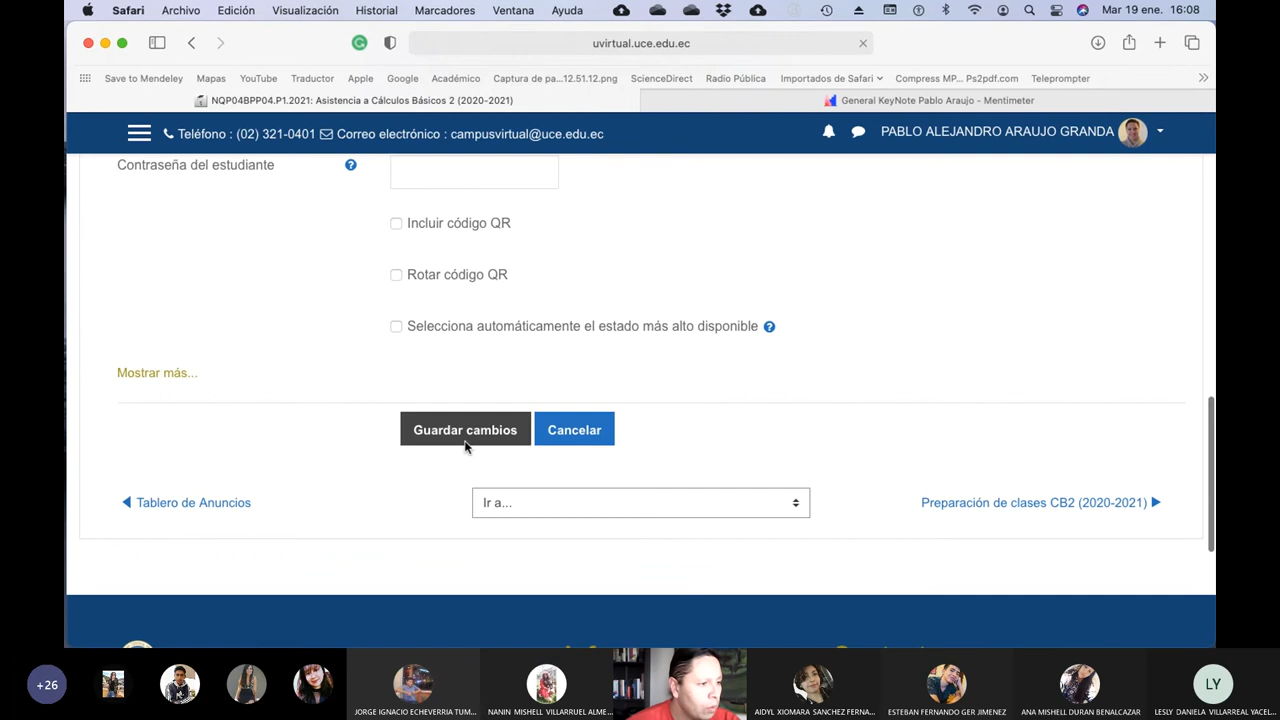 Safari Archivo Edición Visualización Historial Marcadores Ventana Ayuda Mar 19 ene. 16:08
uvirtual.uce.edu.ec
Save to Mendeley Mapas YouTube Traductor Apple Google Académico Captura de pa...12.51.12.png ScienceDirect Radio Pública Importados de Safari Compress MP... Ps2pdf.com Teleprompter
NQP04BPP04.P1.2021: Asistencia a Cálculos Básicos 2 (2020-2021) General KeyNote Pablo Araujo - Mentimeter
Teléfono : (02) 321-0401 Correo electrónico : campusvirtual@uce.edu.ec PABLO ALEJANDRO ARAUJO GRANDA
Contraseña del estudiante
Incluir código QR
Rotar código QR
Selecciona automáticamente el estado más alto disponible
Mostrar más...
Guardar cambios Cancelar
Tablero de Anuncios Ir a... Preparación de clases CB2 (2020-2021)
+26 LY
JORGE IGNACIO ECHEVERRIA TUM... NANIN MISHELL VILLARRUEL ALME... AIDYL XIOMARA SANCHEZ FERNA... ESTEBAN FERNANDO GER JIMENEZ ANA MISHELL DURAN BENALCAZAR LESLY DANIELA VILLARREAL YACEL...